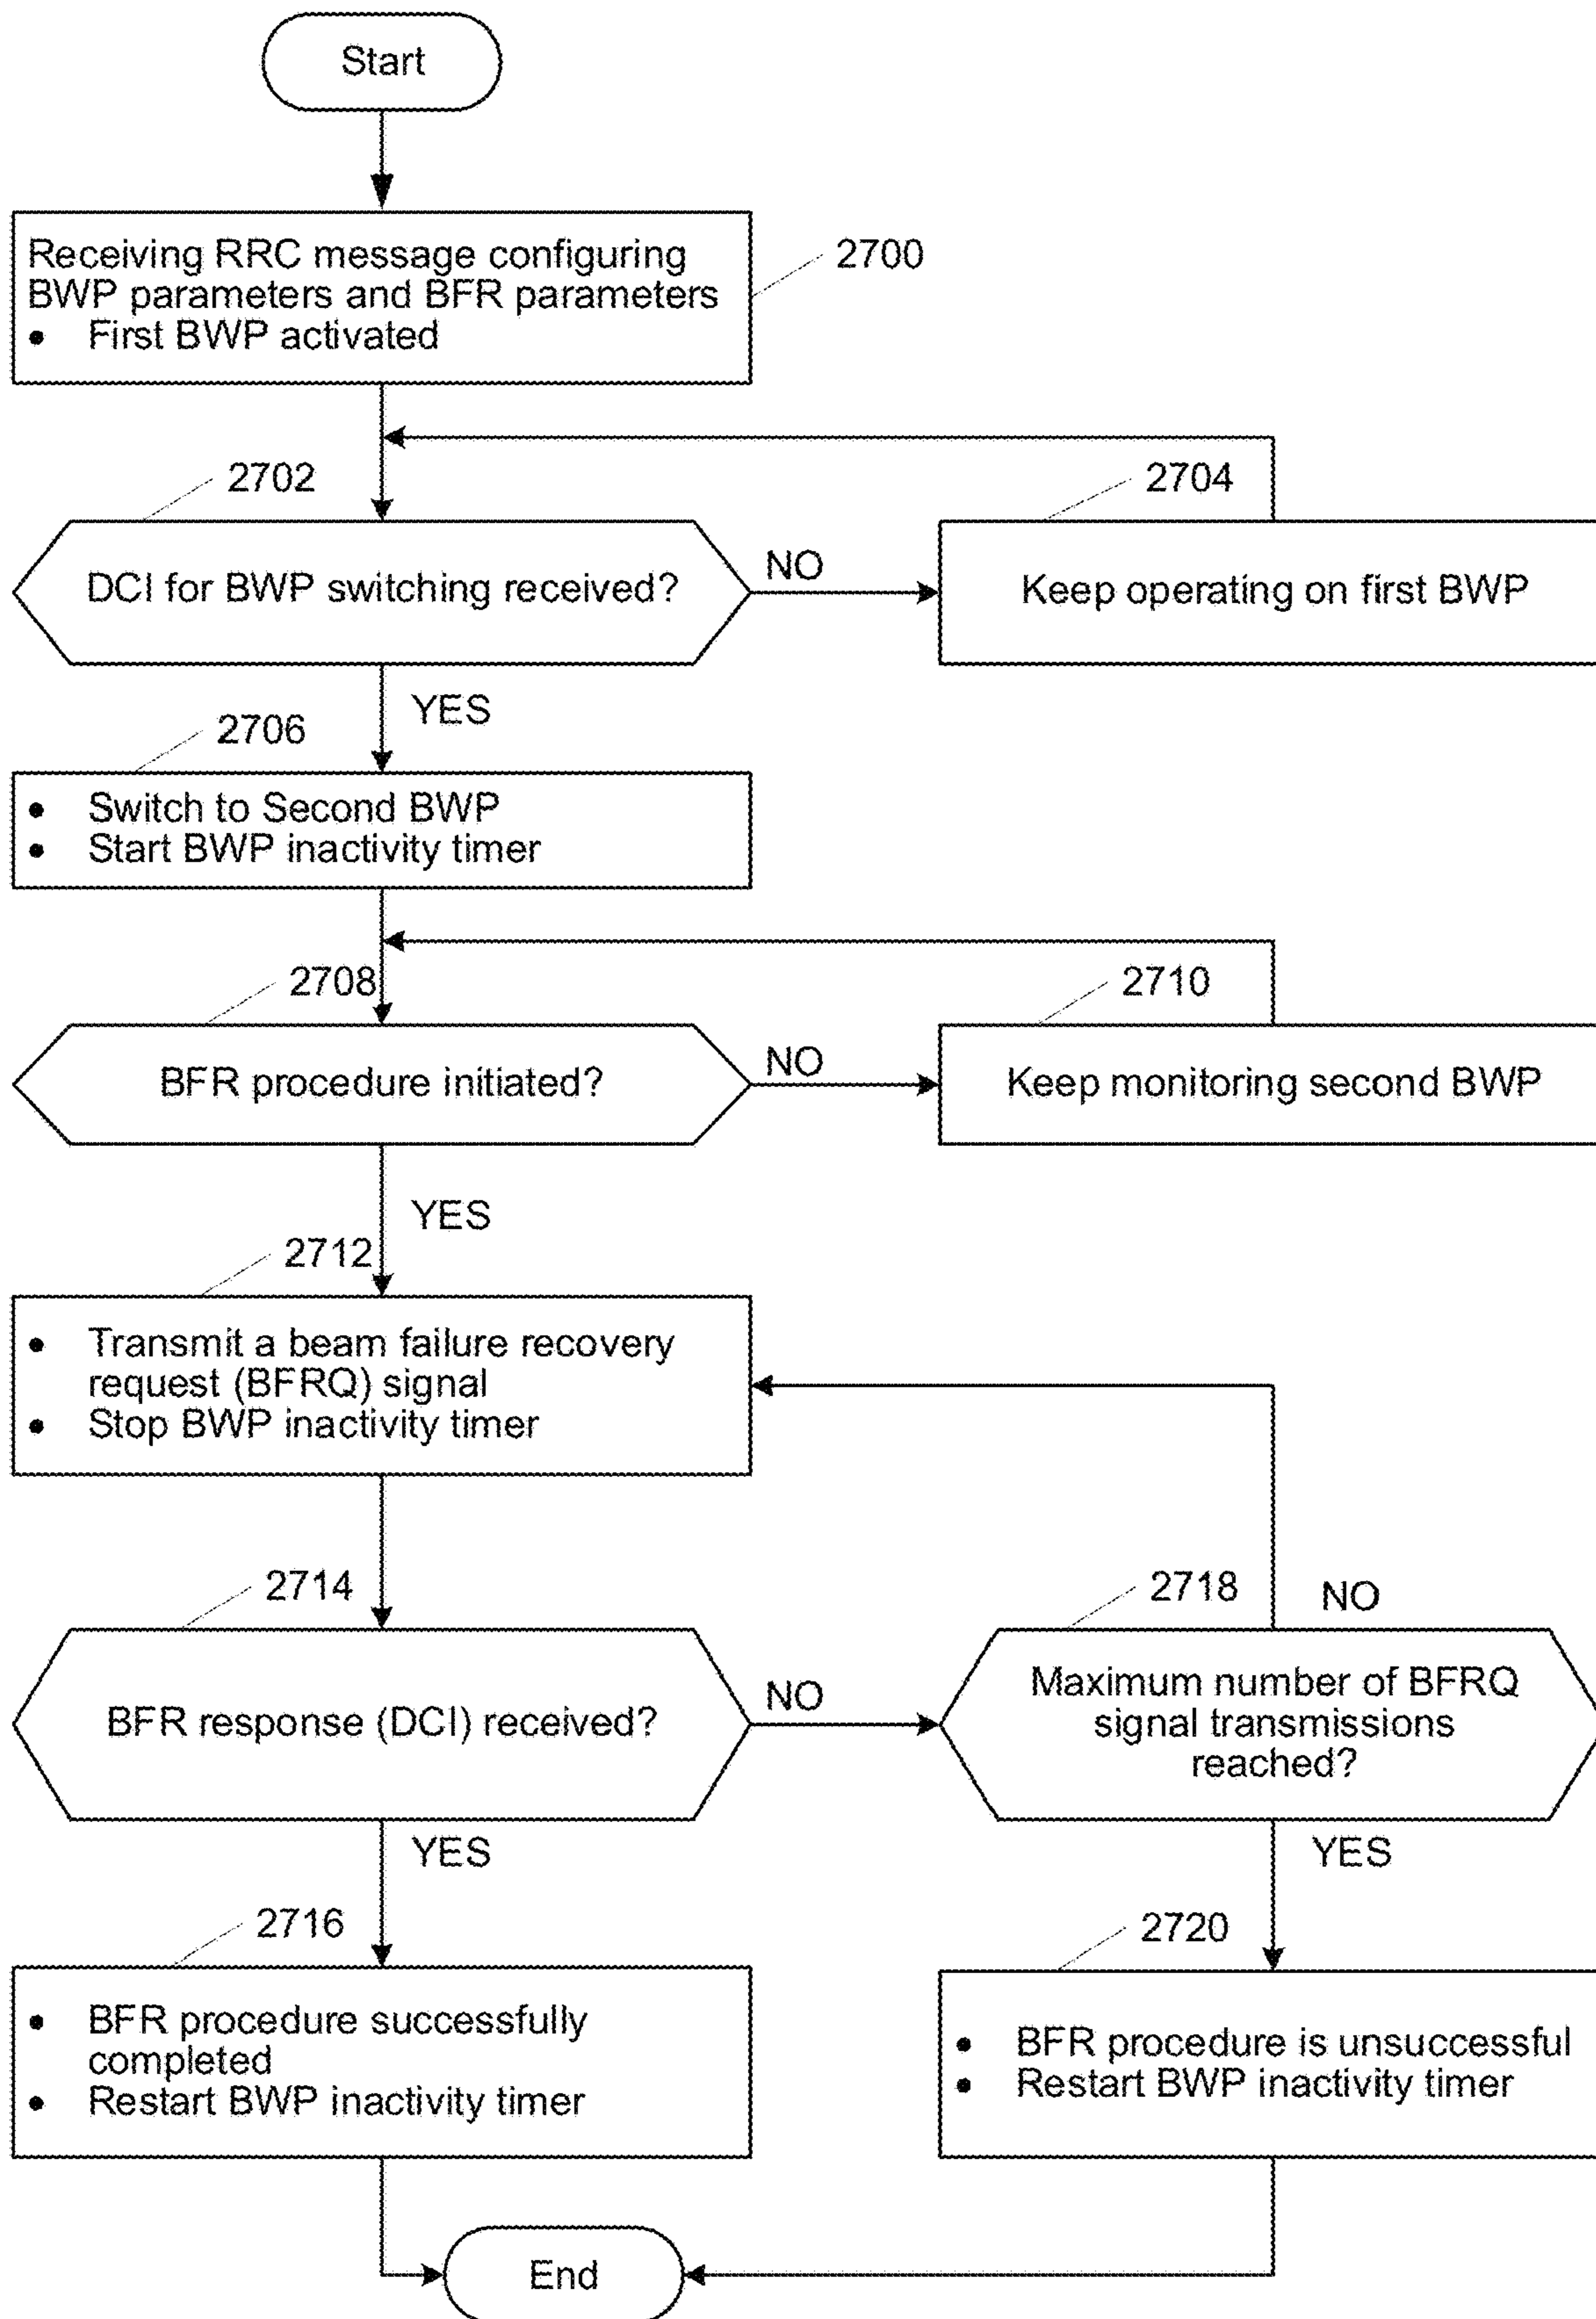 Start
Receiving RRC message configuring
BWP parameters and BFR parameters
• First BWP activated
2700
2702
2704
DCI for BWP switching received?
NO
Keep operating on first BWP
YES
2706
• Switch to Second BWP
• Start BWP inactivity timer
2708
2710
BFR procedure initiated?
NO
Keep monitoring second BWP
YES
2712
• Transmit a beam failure recovery
request (BFRQ) signal
• Stop BWP inactivity timer
2714
2718
NO
BFR response (DCI) received?
NO
Maximum number of BFRQ
signal transmissions
reached?
YES
YES
2716
2720
• BFR procedure successfully
completed
• Restart BWP inactivity timer
• BFR procedure is unsuccessful
• Restart BWP inactivity timer
End